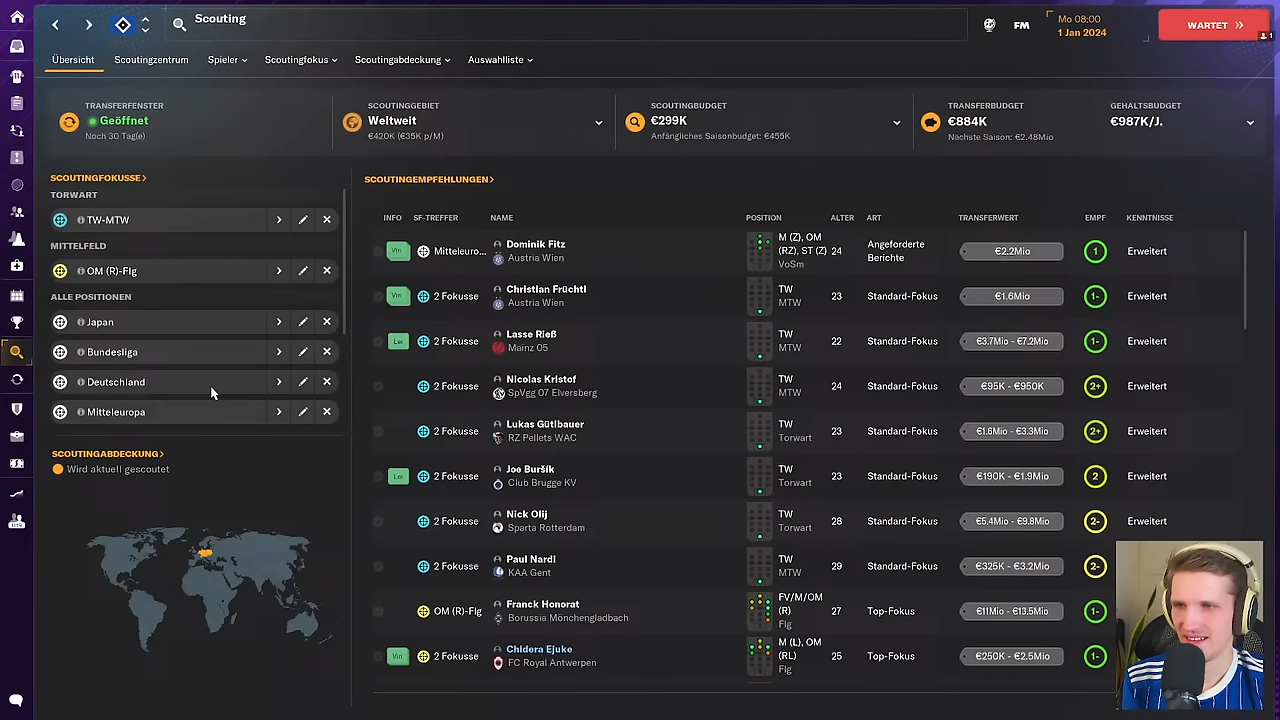 Scouting
FM
Mo 08:00
1 Jan 2024
WARTET
1
Übersicht
Scoutingzentrum
Spieler
Scoutingfokus
Scoutingabdeckung
Auswahlliste
TRANSFERFENSTER
Geöffnet
Noch 30 Tag(e)
SCOUTINGGEBIET
Weltweit
€420K (€35K p/M)
SCOUTINGBUDGET
€299K
Anfängliches Saisonbudget: €455K
TRANSFERBUDGET
€884K
Nächste Saison: €2.48Mio
GEHALTSBUDGET
€987K/J.
SCOUTINGFOKUSSE>
TORWART
TW-MTW
MITTELFELD
OM (R)-Flg
ALLE POSITIONEN
Japan
Bundesliga
Deutschland
Mitteleuropa
SCOUTINGABDECKUNG>
Wird aktuell gescoutet
SCOUTINGEMPFEHLUNGEN>
INFO SF-TREFFER NAME POSITION ALTER ART TRANSFERWERT EMPF KENNTNISSE
Vin Mitteleuro... Dominik Fitz
Austria Wien
M (Z), OM
(RZ), ST (Z)
VoSm
24
Angeforderte
Berichte
€2.2Mio
1
Erweitert
Vin 2 Fokusse Christian Früchtl
Austria Wien
TW
MTW
23
Standard-Fokus
€1.6Mio
1-
Erweitert
Lei 2 Fokusse Lasse Rieß
Mainz 05
TW
MTW
22
Standard-Fokus
€3.7Mio - €7.2Mio
1-
Erweitert
2 Fokusse Nicolas Kristof
SpVgg 07 Elversberg
TW
MTW
24
Standard-Fokus
€95K - €950K
2+
Erweitert
2 Fokusse Lukas Gütlbauer
RZ Pellets WAC
TW
Torwart
23
Standard-Fokus
€1.6Mio - €3.3Mio
2+
Erweitert
Lei 2 Fokusse Joe Buršík
Club Brugge KV
TW
Torwart
23
Standard-Fokus
€190K - €1.9Mio
2
Erweitert
2 Fokusse Nick Olij
Sparta Rotterdam
TW
Torwart
28
Standard-Fokus
€5.4Mio - €9.8Mio
2-
Erweitert
2 Fokusse Paul Nardi
KAA Gent
TW
MTW
29
Standard-Fokus
€325K - €3.2Mio
2-
OM (R)-Flg Franck Honorat
Borussia Mönchengladbach
FV/M/OM
(R)
Flg
27
Top-Fokus
€11Mio - €13.5Mio
1-
Vin 2 Fokusse Chidera Ejuke
FC Royal Antwerpen
M (L), OM
(RL)
Flg
25
Top-Fokus
€250K - €2.5Mio
1-